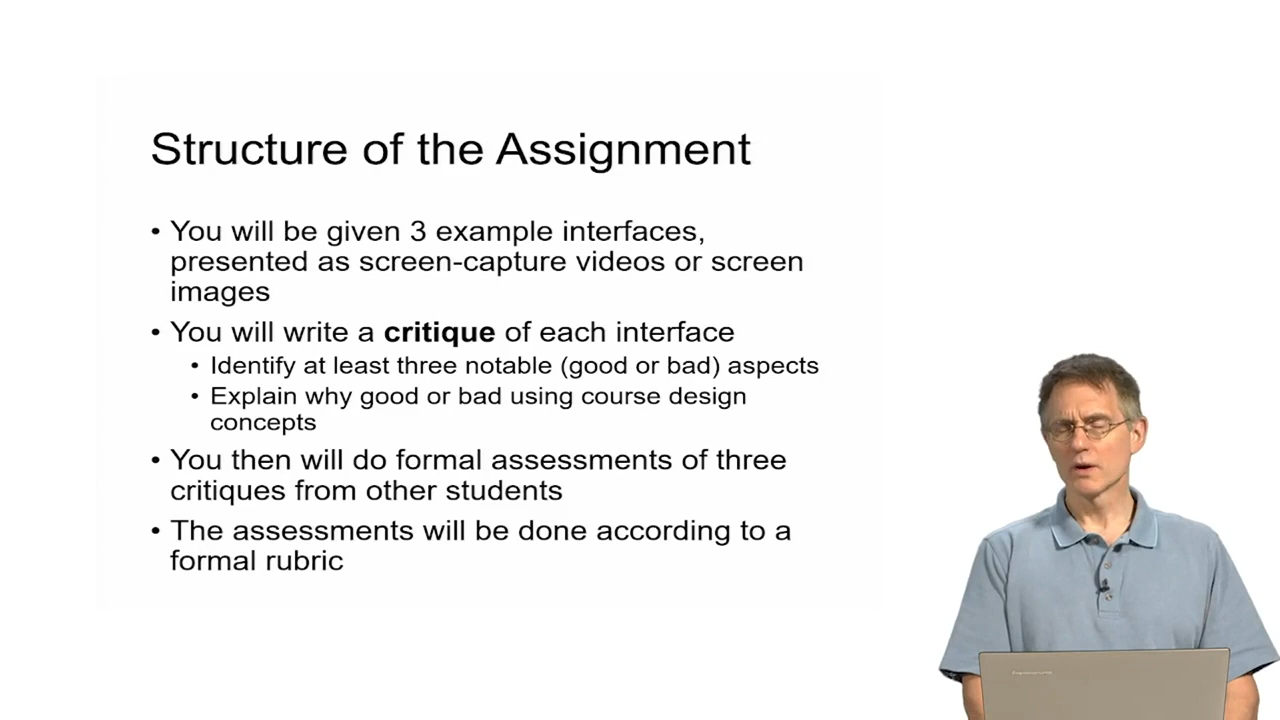 Structure of the Assignment
• You will be given 3 example interfaces,
presented as screen-capture videos or screen
images
• You will write a critique of each interface
• Identify at least three notable (good or bad) aspects
• Explain why good or bad using course design
concepts
• You then will do formal assessments of three
critiques from other students
• The assessments will be done according to a
formal rubric